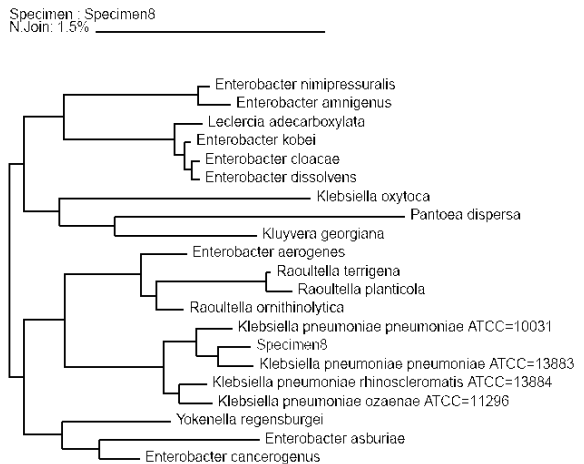 Specimen : Specimen8
N.Join: 1.5%
Enterobacter nimipressuralis
Enterobacter amnigenus
Leclercia adecarboxylata
Enterobacter kobei
Enterobacter cloacae
Enterobacter dissolvens
Klebsiella oxytoca
Pantoea dispersa
Kluyvera georgiana
Enterobacter aerogenes
Raoultella terrigena
Raoultella planticola
Raoultella ornithinolytica
Klebsiella pneumoniae pneumoniae ATCC=10031
Specimen8
Klebsiella pneumoniae pneumoniae ATCC=13883
Klebsiella pneumoniae rhinoscleromatis ATCC=13884
Klebsiella pneumoniae ozaenae ATCC=11296
Yokenella regensburgei
Enterobacter asburiae
Enterobacter cancerogenus